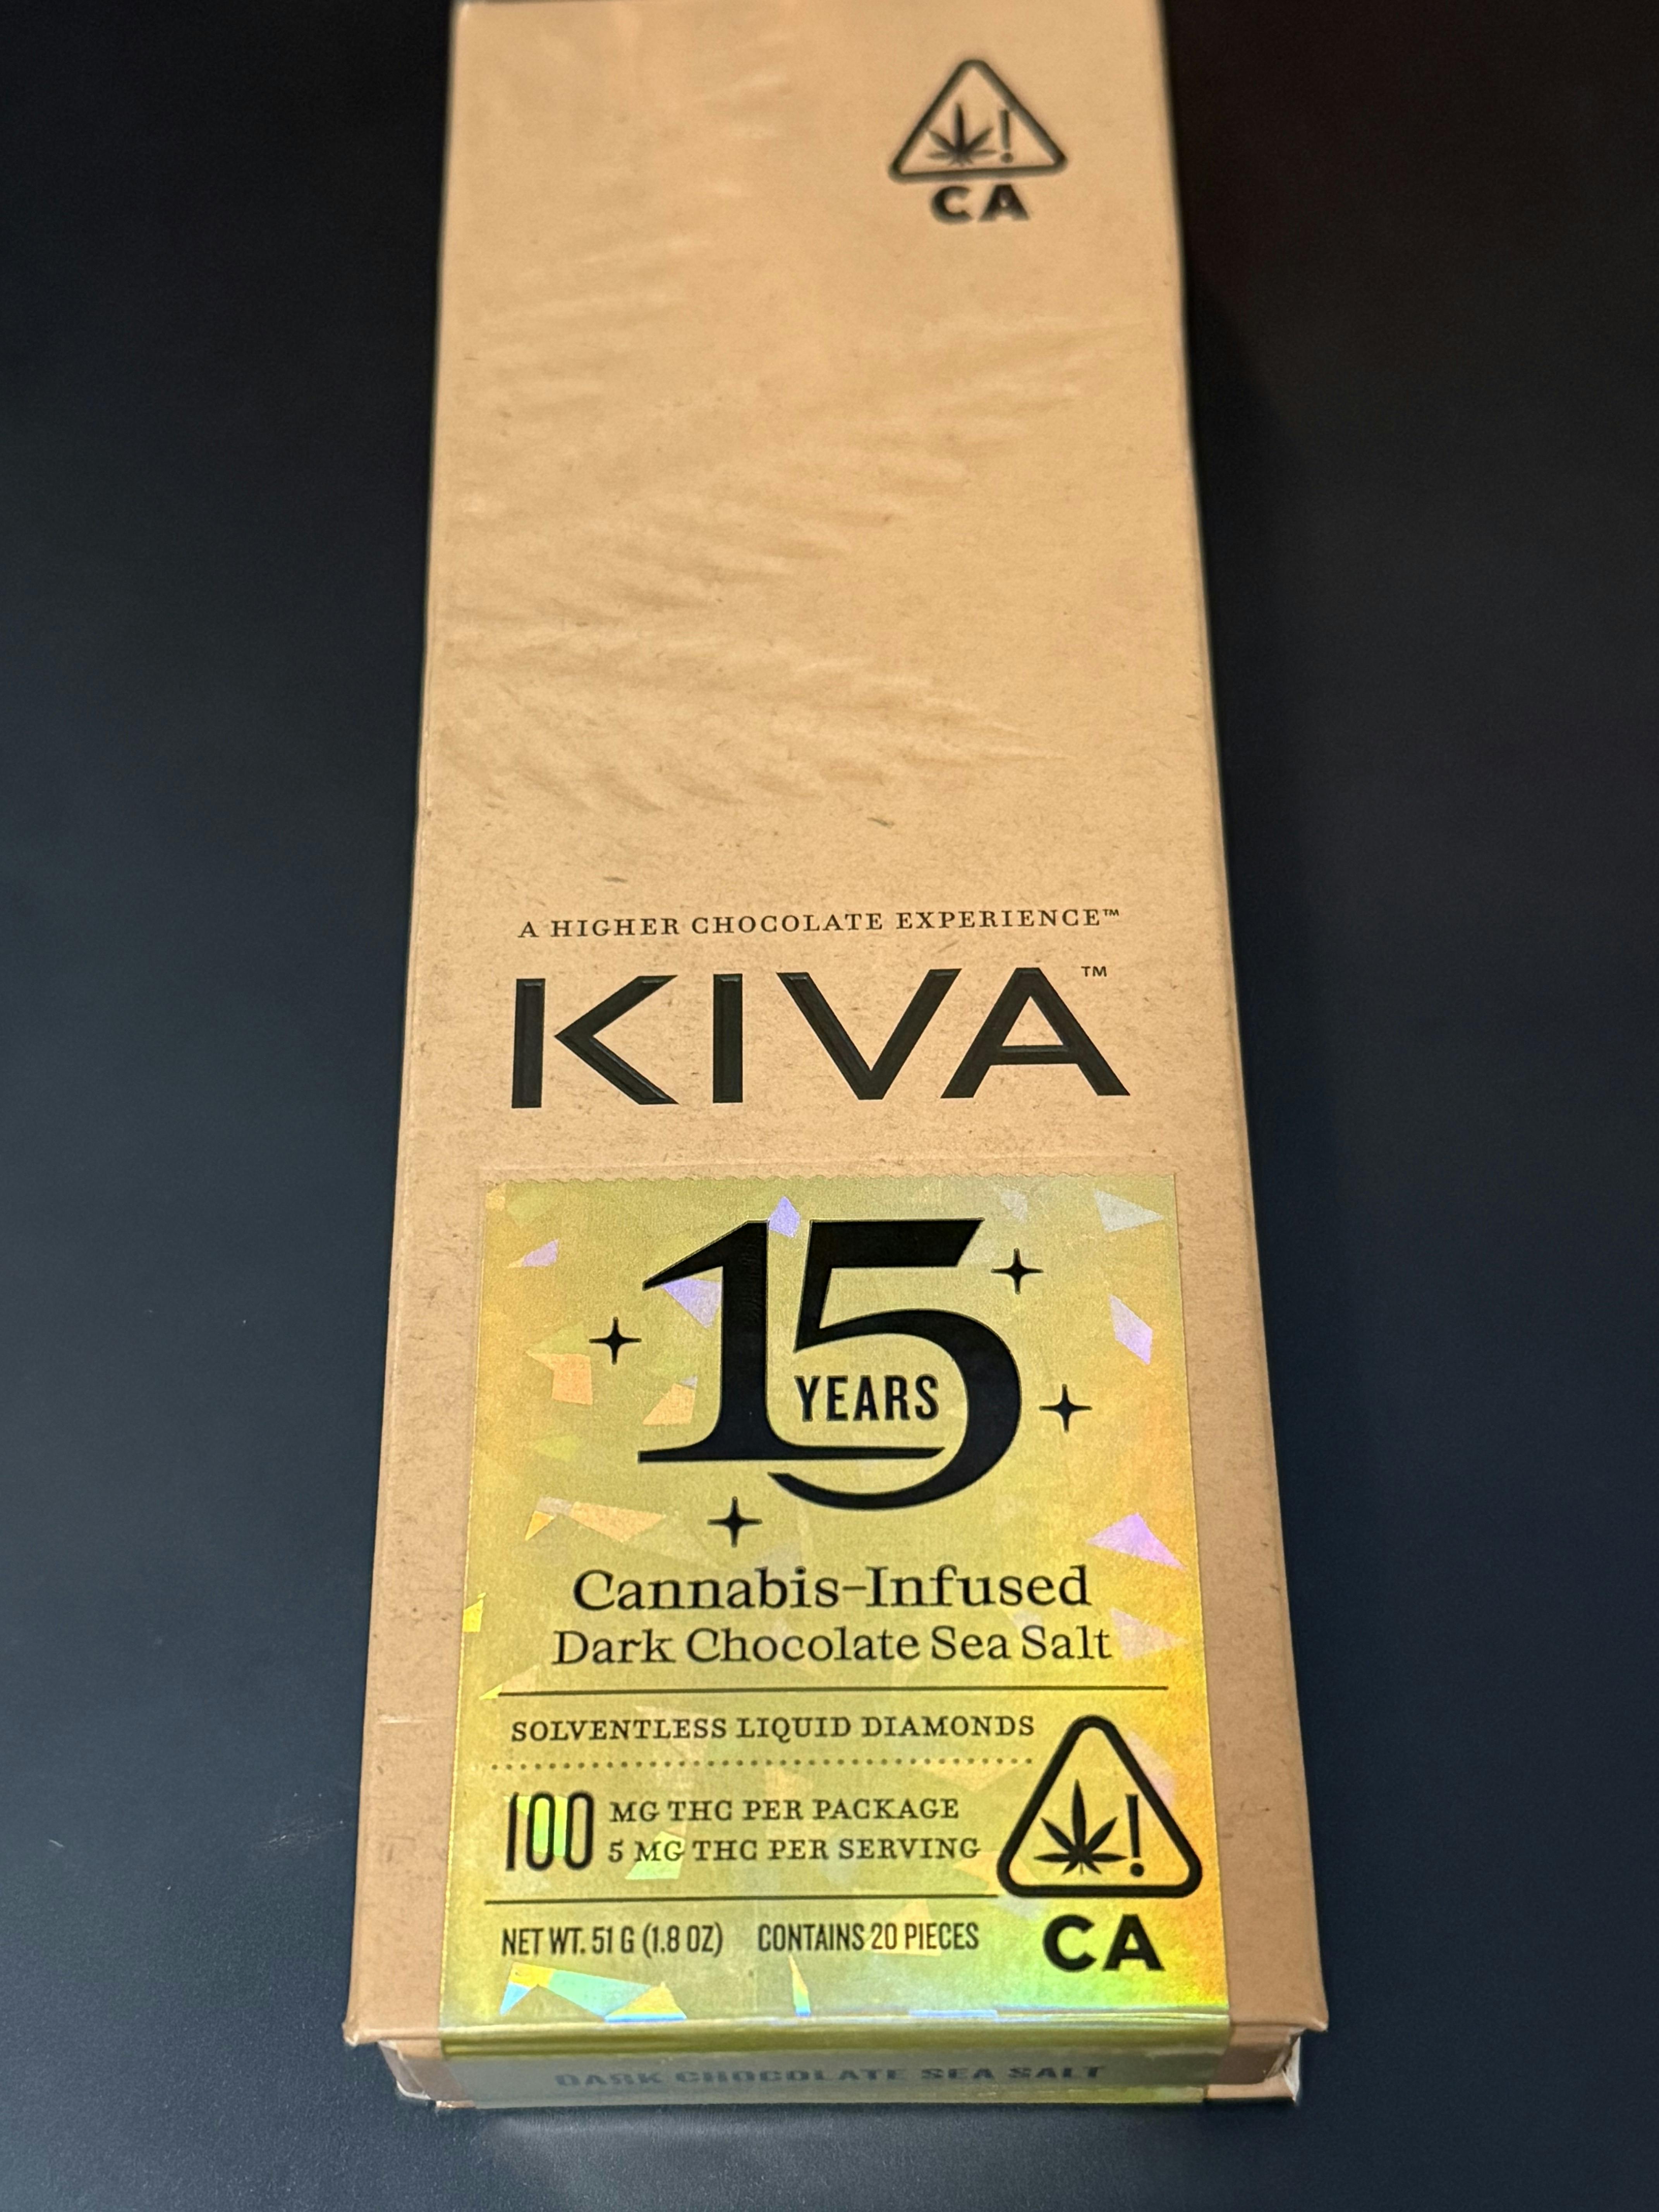 CA
A HIGHER CHOCOLATE EXPERIENCE™
KIVA™
15
YEARS
Cannabis-Infused
Dark Chocolate Sea Salt
SOLVENTLESS LIQUID DIAMONDS
100 MG THC PER PACKAGE
5 MG THC PER SERVING
!
NET WT. 51 G (1.8 OZ) CONTAINS 20 PIECES
CA
DARK CHOCOLATE SEA SALT